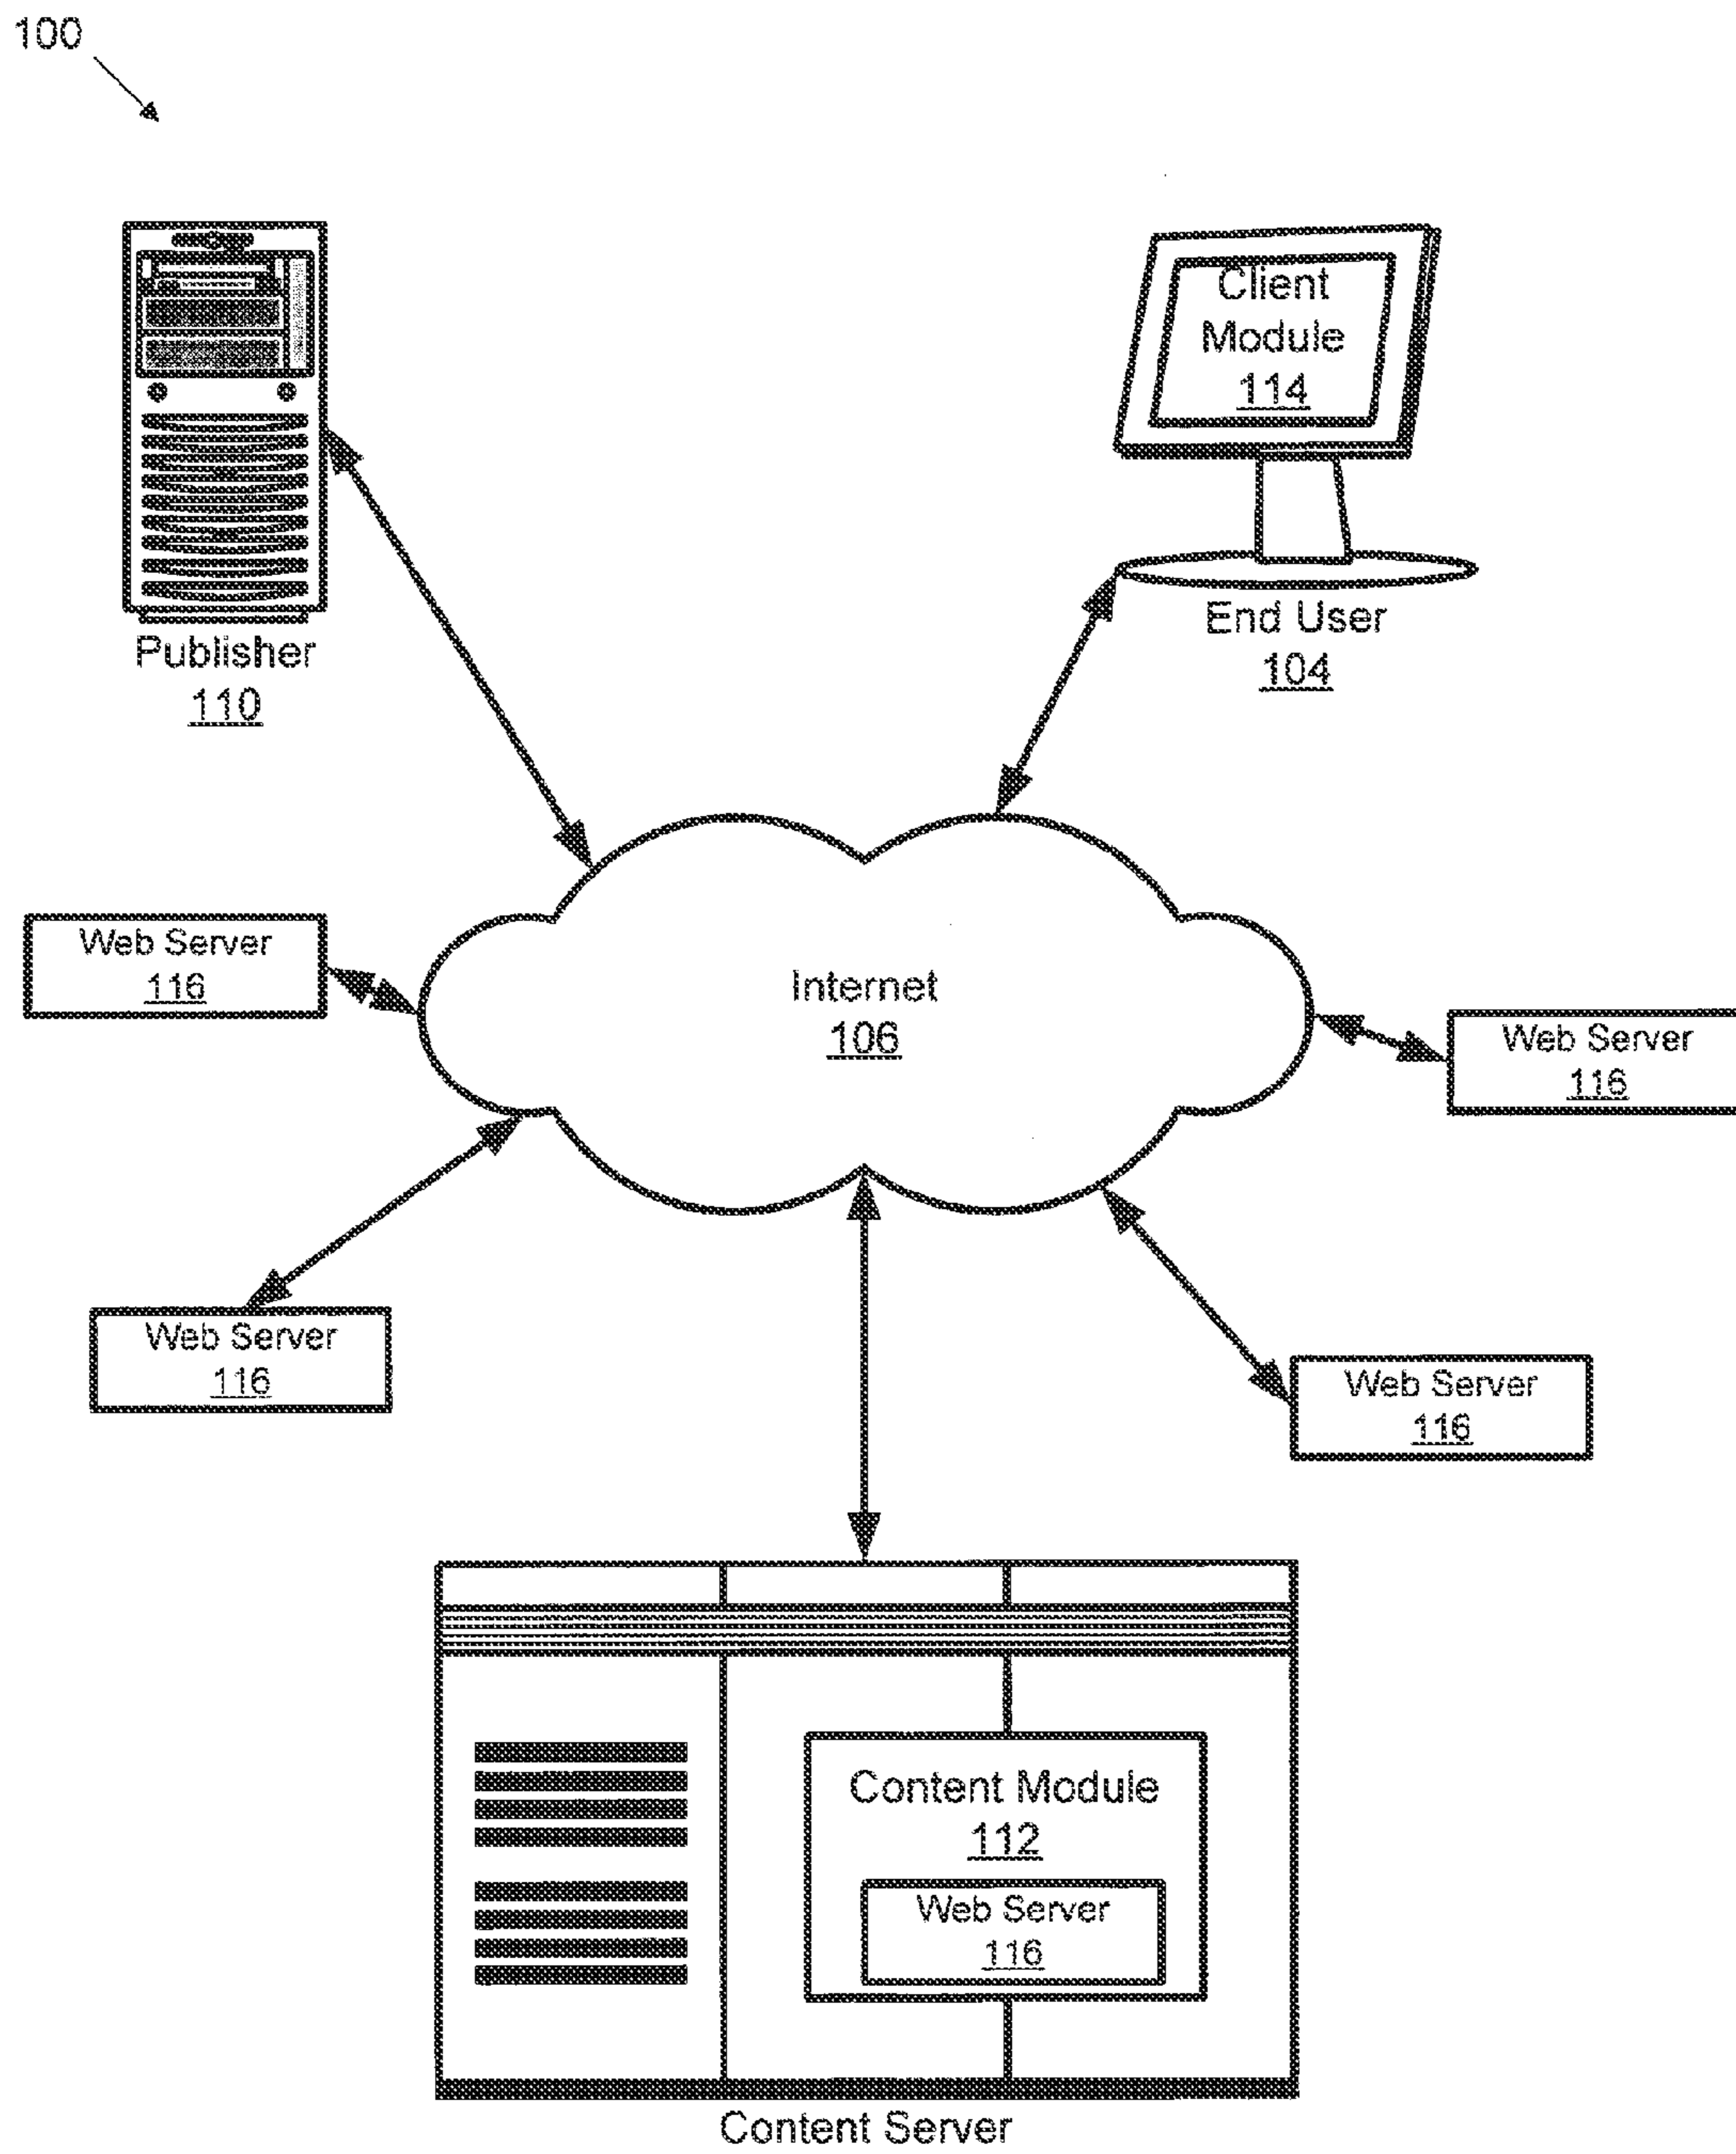 100
Client
Module
114
End User
104
Publisher
110
Web Server
116
Internet
106
Web Server
116
Web Server
116
Web Server
116
Content Module
112
Web Server
116
Content Server